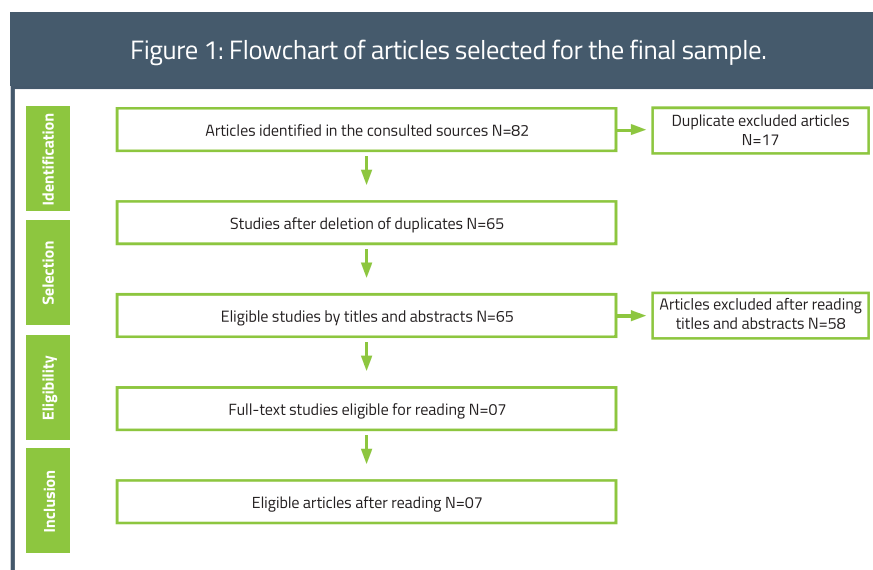 Figure 1: Flowchart of articles selected for the final sample.
Identification
Articles identified in the consulted sources N=82
Duplicate excluded articles
N=17
Studies after deletion of duplicates N=65
Selection
Eligible studies by titles and abstracts N=65
Articles excluded after reading
titles and abstracts N=58
Eligibility
Full-text studies eligible for reading N=07
Inclusion
Eligible articles after reading N=07